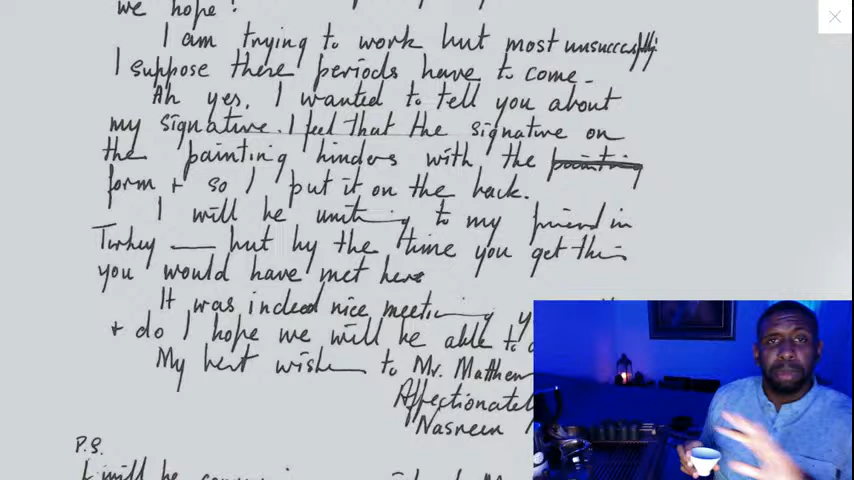 we hope!
I am trying to work but most unsuccessfully.
I suppose these periods have to come –
Ah yes, I wanted to tell you about
my signature. I feel that the signature on
the painting hinders with the painting
form + so I put it on the back.
I will be writing to my friend in
Turkey — but by the time you get this
you would have met her
It was indeed nice meeting
+ do I hope we will be able to
My best wishes to Mr. Matthew
Affectionately
Nasreen
P.S.
I will be